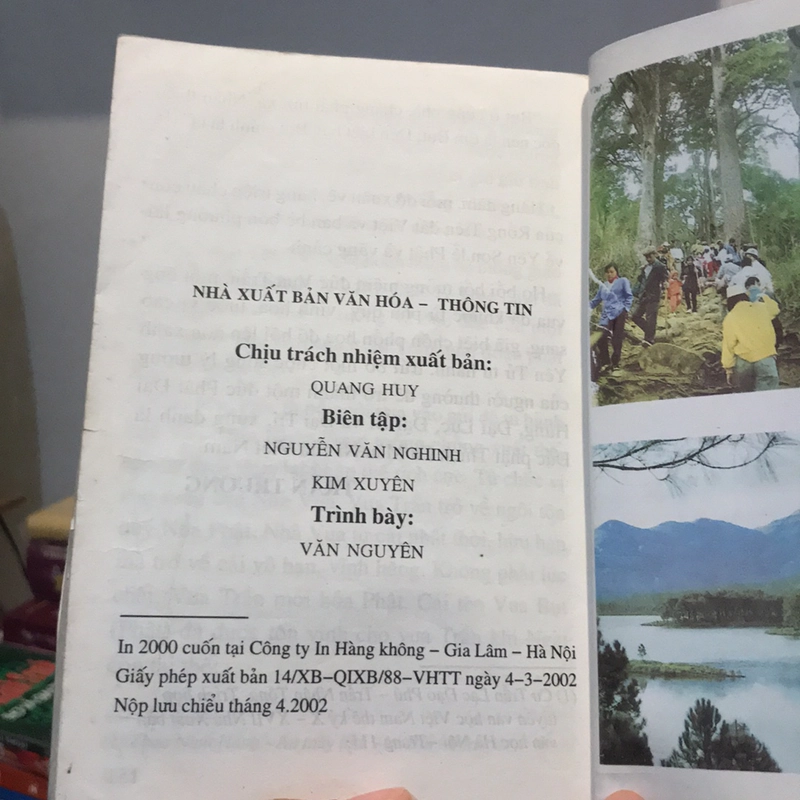 NHÀ XUẤT BẢN VĂN HÓA – THÔNG TIN
Chịu trách nhiệm xuất bản:
QUANG HUY
Biên tập:
NGUYỄN VĂN NGHINH
KIM XUYÊN
Trình bày:
VĂN NGUYÊN
In 2000 cuốn tại Công ty In Hàng không – Gia Lâm – Hà Nội
Giấy phép xuất bản 14/XB–QIXB/88–VHTT ngày 4–3–2002
Nộp lưu chiểu tháng 4.2002